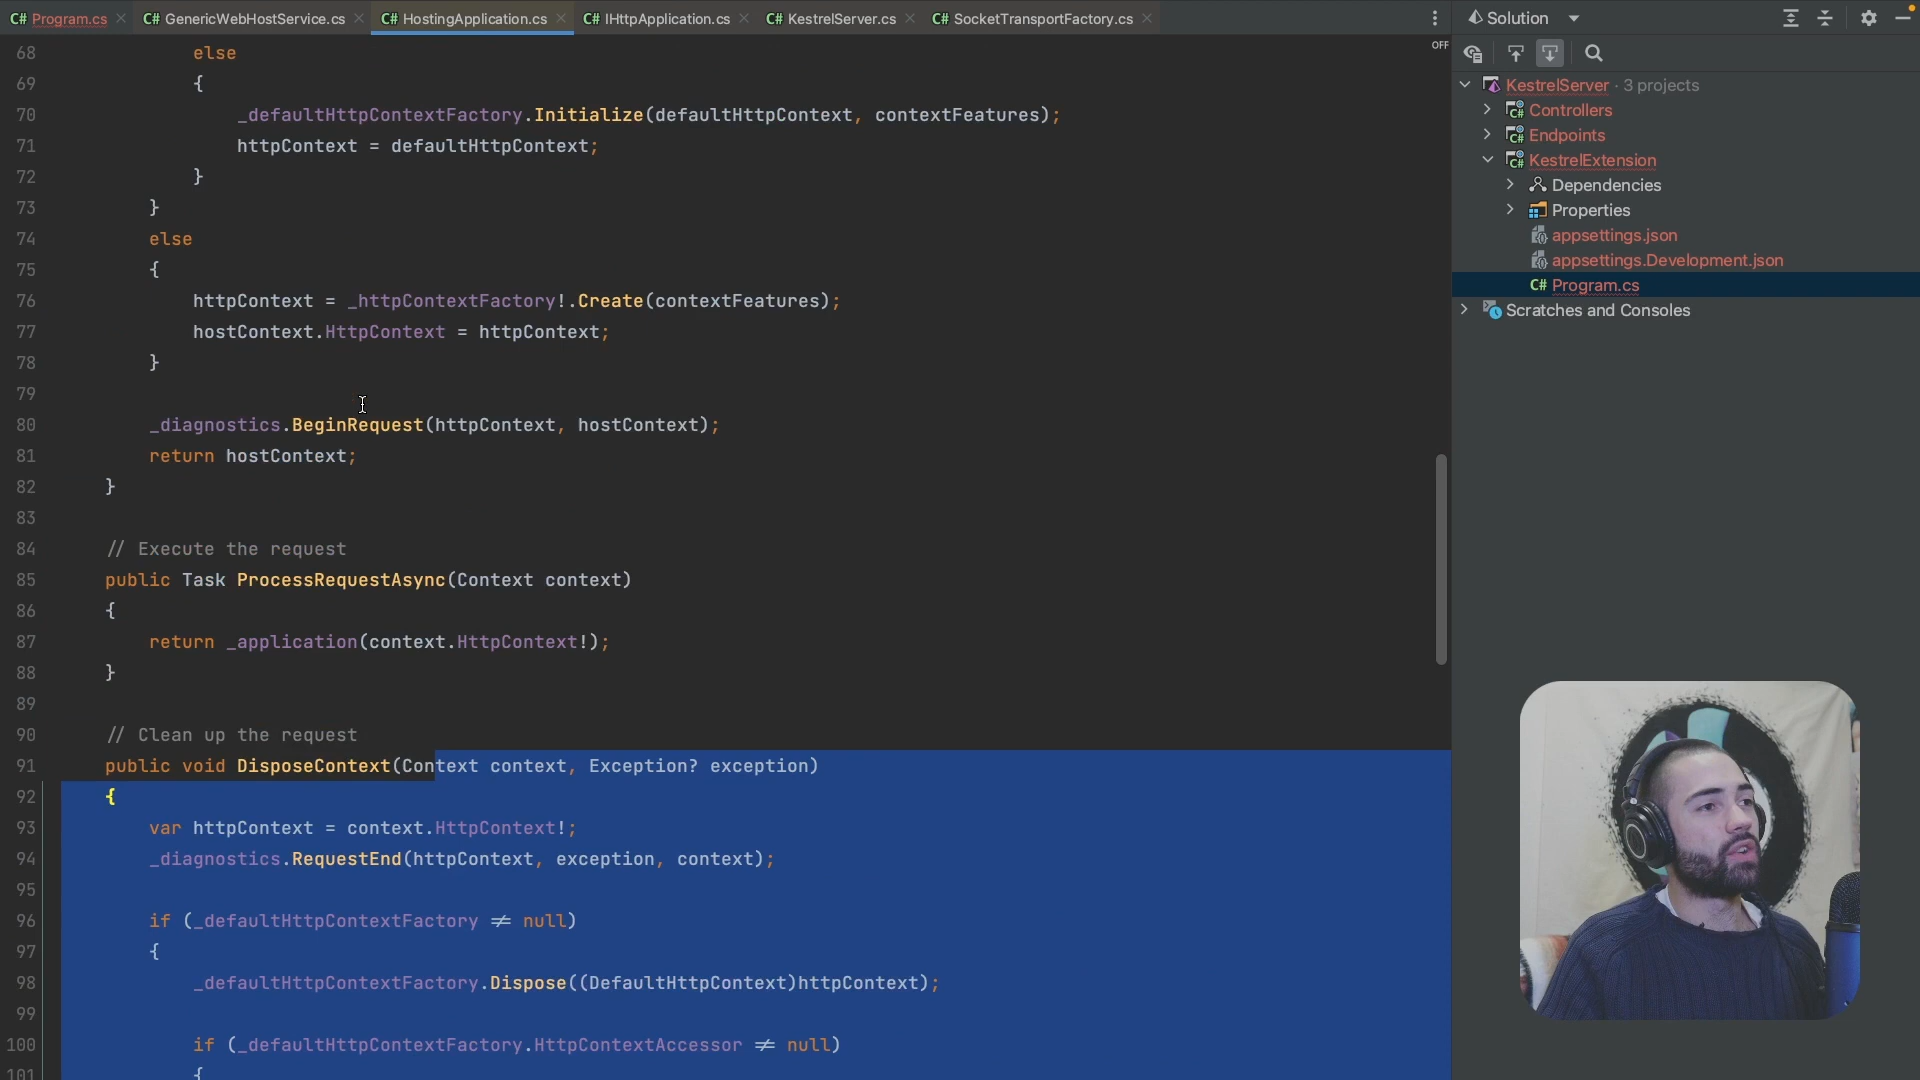 C# Program.cs
C# GenericWebHostService.cs
C# HostingApplication.cs
C# IHttpApplication.cs
C# KestrelServer.cs
C# SocketTransportFactory.cs
Solution
OFF
68 else
69 {
70 _defaultHttpContextFactory.Initialize(defaultHttpContext, contextFeatures);
71 httpContext = defaultHttpContext;
72 }
73 }
74 else
75 {
76 httpContext = _httpContextFactory!.Create(contextFeatures);
77 hostContext.HttpContext = httpContext;
78 }
79
80 _diagnostics.BeginRequest(httpContext, hostContext);
81 return hostContext;
82 }
83
84 // Execute the request
85 public Task ProcessRequestAsync(Context context)
86 {
87 return _application(context.HttpContext!);
88 }
89
90 // Clean up the request
91 public void DisposeContext(Context context, Exception? exception)
92 {
93 var httpContext = context.HttpContext!;
94 _diagnostics.RequestEnd(httpContext, exception, context);
95
96 if (_defaultHttpContextFactory ≠ null)
97 {
98 _defaultHttpContextFactory.Dispose((DefaultHttpContext)httpContext);
99
100 if (_defaultHttpContextFactory.HttpContextAccessor ≠ null)
101 {
KestrelServer · 3 projects
C# Controllers
C# Endpoints
C# KestrelExtension
Dependencies
Properties
appsettings.json
appsettings.Development.json
C# Program.cs
Scratches and Consoles